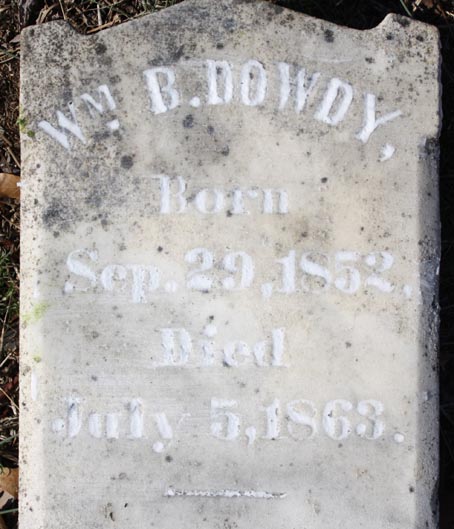 Wm. B. DOWDY,
Born
Sep. 29, 1852.
Died
July 5, 1863.